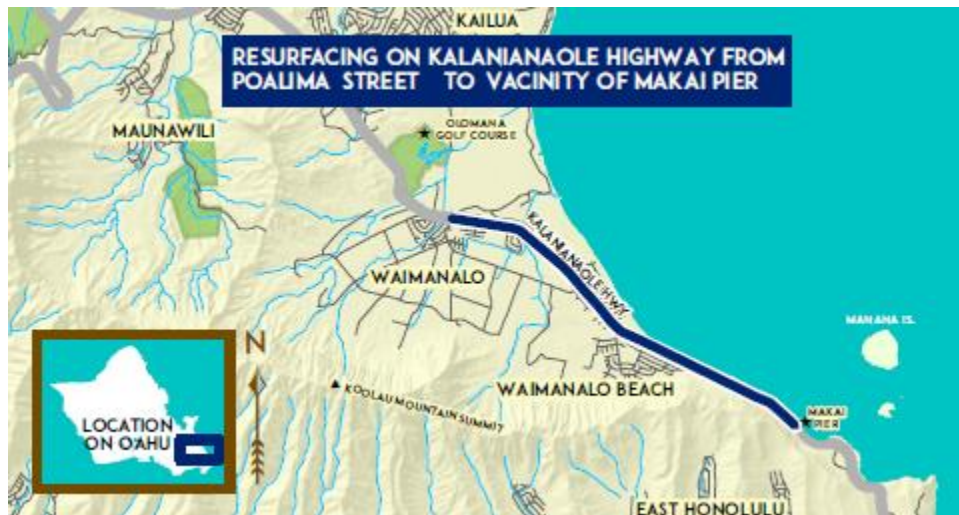 KAILUA
RESURFACING ON KALANIANAOLE HIGHWAY FROM
POALIMA STREET TO VACINITY OF MAKAI PIER
OLOMANA
GOLF COURSE
MAUNAWILI
KALANIANAOLE HWY
WAIMANALO
MANANA IS.
N
WAIMANALO BEACH
KOOLAU MOUNTAIN SUMMIT
MAKAI
PIER
LOCATION
ON O'AHU
EAST HONOLULU